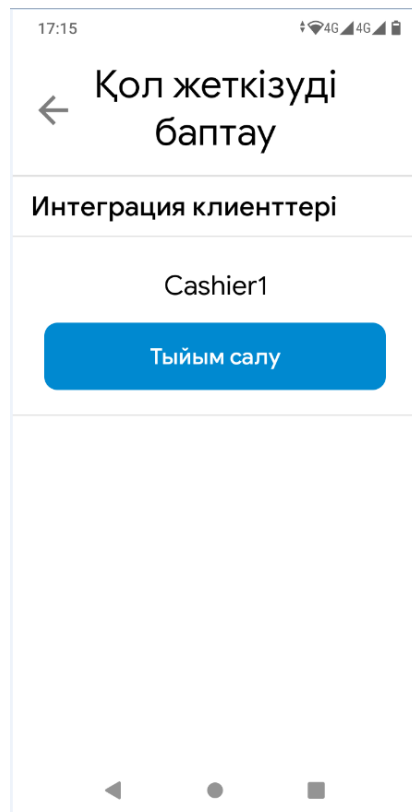 17:15 4G 4G
Қол жеткізуді
баптау
Интеграция клиенттері
Cashier1
Тыйым салу